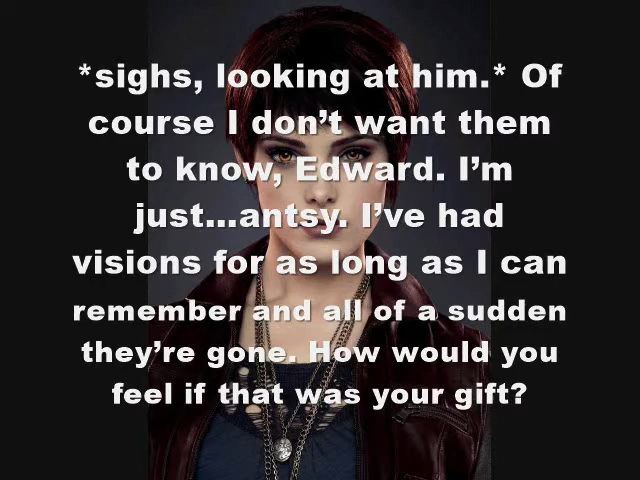 *sighs, looking at him.* Of
course I don’t want them
to know, Edward. I’m
just...antsy. I’ve had
visions for as long as I can
remember and all of a sudden
they’re gone. How would you
feel if that was your gift?